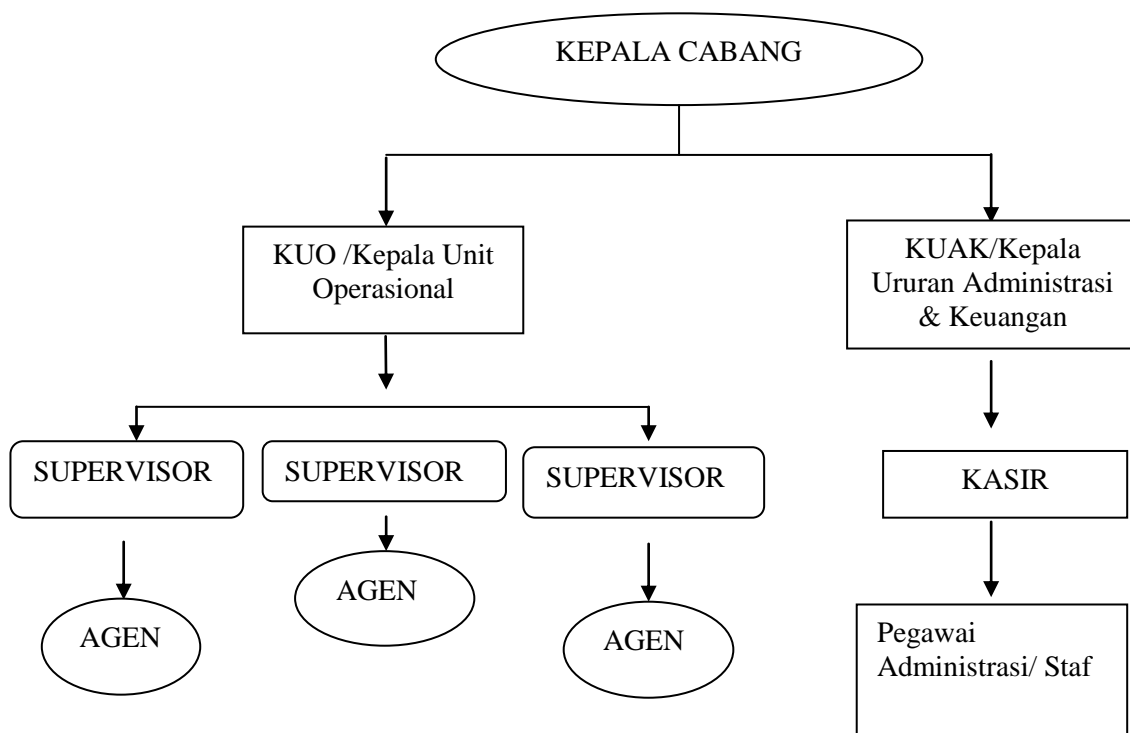 KEPALA CABANG
KUO /Kepala Unit
Operasional
KUAK/Kepala
Ururan Administrasi
& Keuangan
SUPERVISOR
SUPERVISOR
SUPERVISOR
KASIR
AGEN
AGEN
AGEN
Pegawai
Administrasi/ Staf